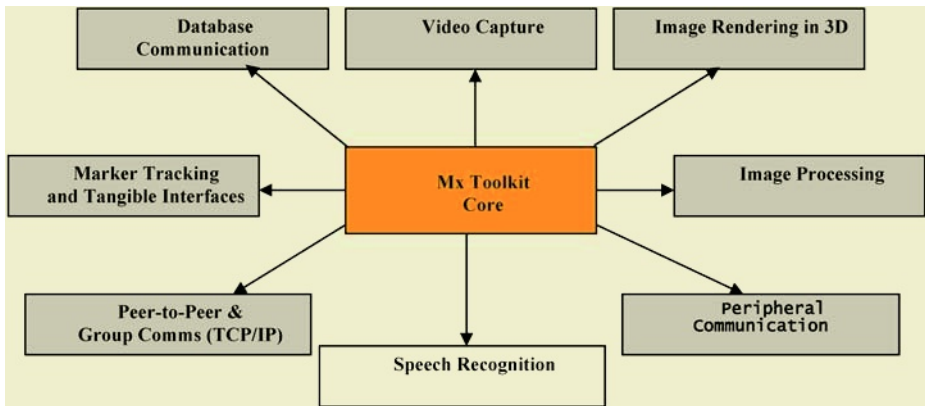 Database
Communication
Video Capture
Image Rendering in 3D
Marker Tracking
and Tangible Interfaces
Mx Toolkit
Core
Image Processing
Peer-to-Peer &
Group Comms (TCP/IP)
Speech Recognition
Peripheral
Communication